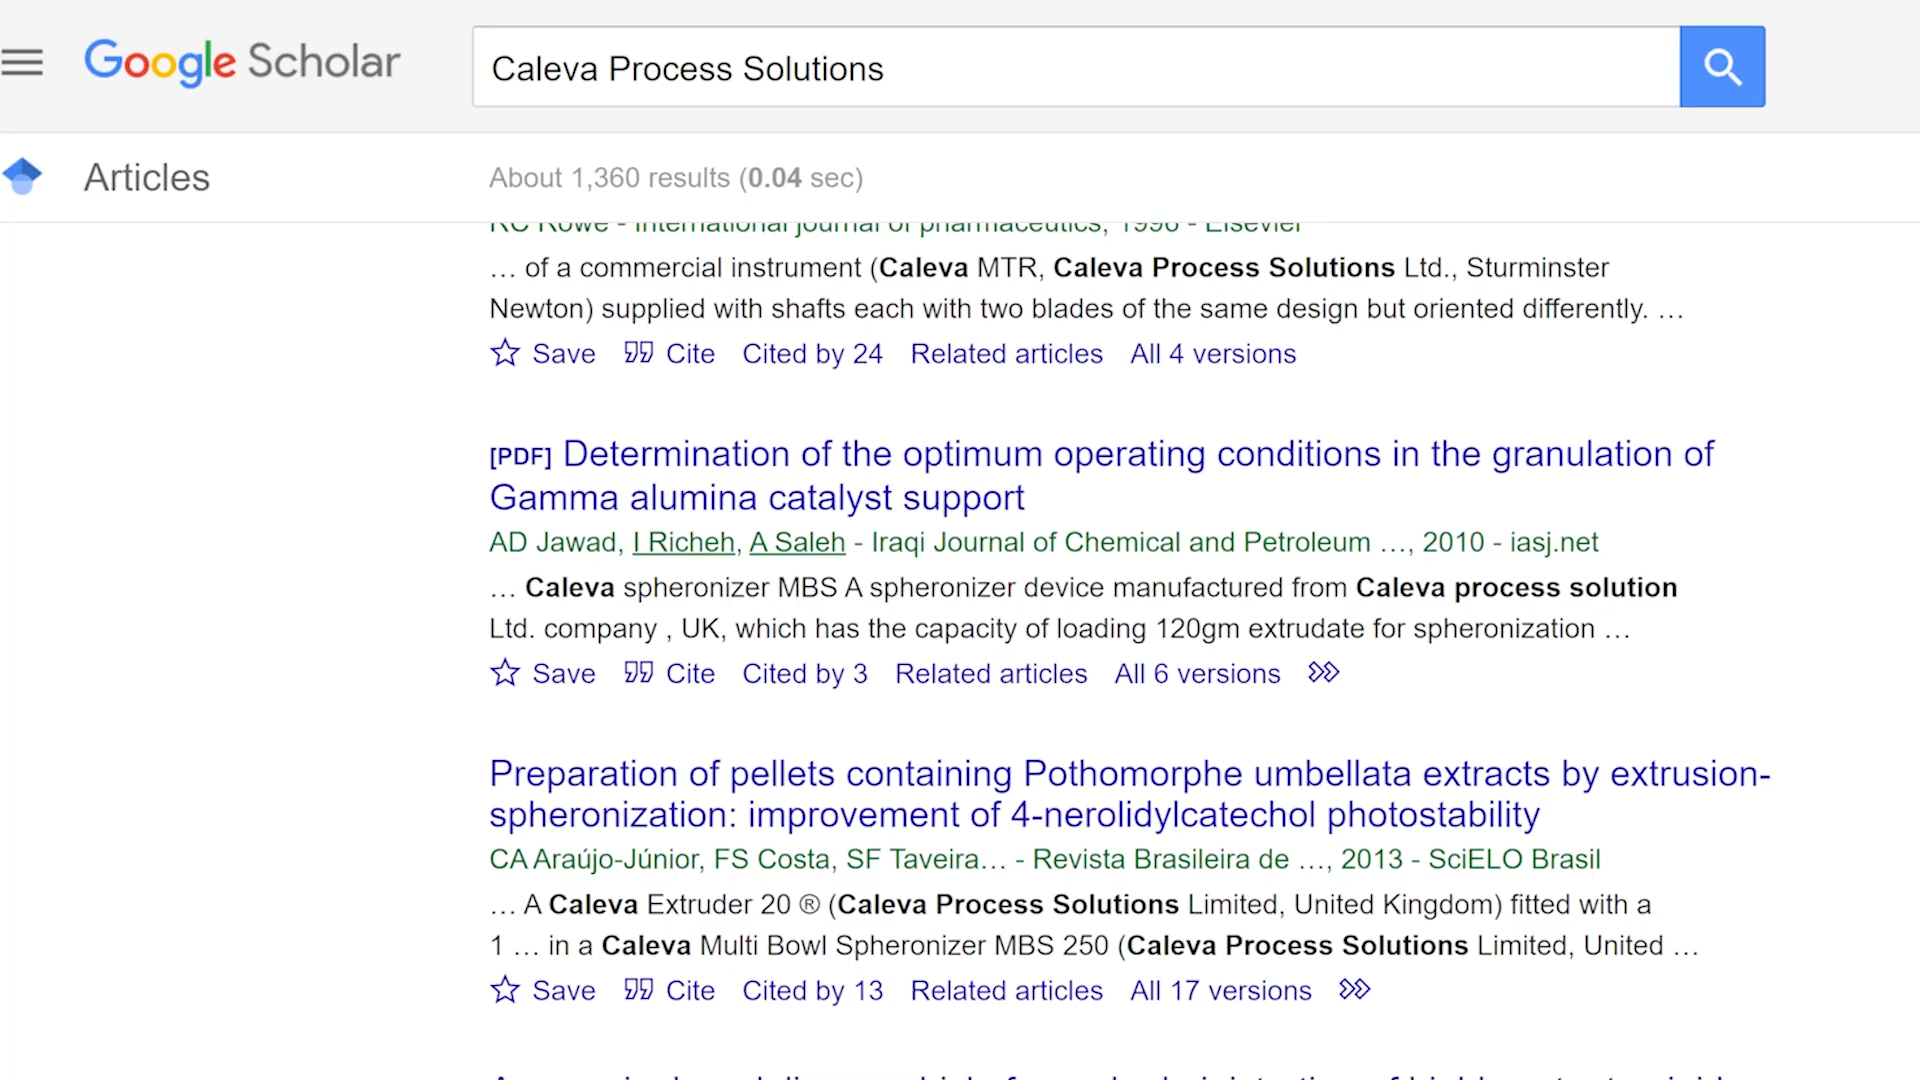 Google Scholar
Caleva Process Solutions
Articles
About 1,360 results (0.04 sec)
RC Rowe - International journal of pharmaceutics, 1996 - Elsevier
… of a commercial instrument (Caleva MTR, Caleva Process Solutions Ltd., Sturminster
Newton) supplied with shafts each with two blades of the same design but oriented differently. …
Save Cite Cited by 24 Related articles All 4 versions
[PDF] Determination of the optimum operating conditions in the granulation of
Gamma alumina catalyst support
AD Jawad, I Richeh, A Saleh - Iraqi Journal of Chemical and Petroleum …, 2010 - iasj.net
… Caleva spheronizer MBS A spheronizer device manufactured from Caleva process solution
Ltd. company , UK, which has the capacity of loading 120gm extrudate for spheronization …
Save Cite Cited by 3 Related articles All 6 versions
Preparation of pellets containing Pothomorphe umbellata extracts by extrusion-
spheronization: improvement of 4-nerolidylcatechol photostability
CA Araújo-Júnior, FS Costa, SF Taveira… - Revista Brasileira de …, 2013 - SciELO Brasil
… A Caleva Extruder 20 ® (Caleva Process Solutions Limited, United Kingdom) fitted with a
1 … in a Caleva Multi Bowl Spheronizer MBS 250 (Caleva Process Solutions Limited, United …
Save Cite Cited by 13 Related articles All 17 versions